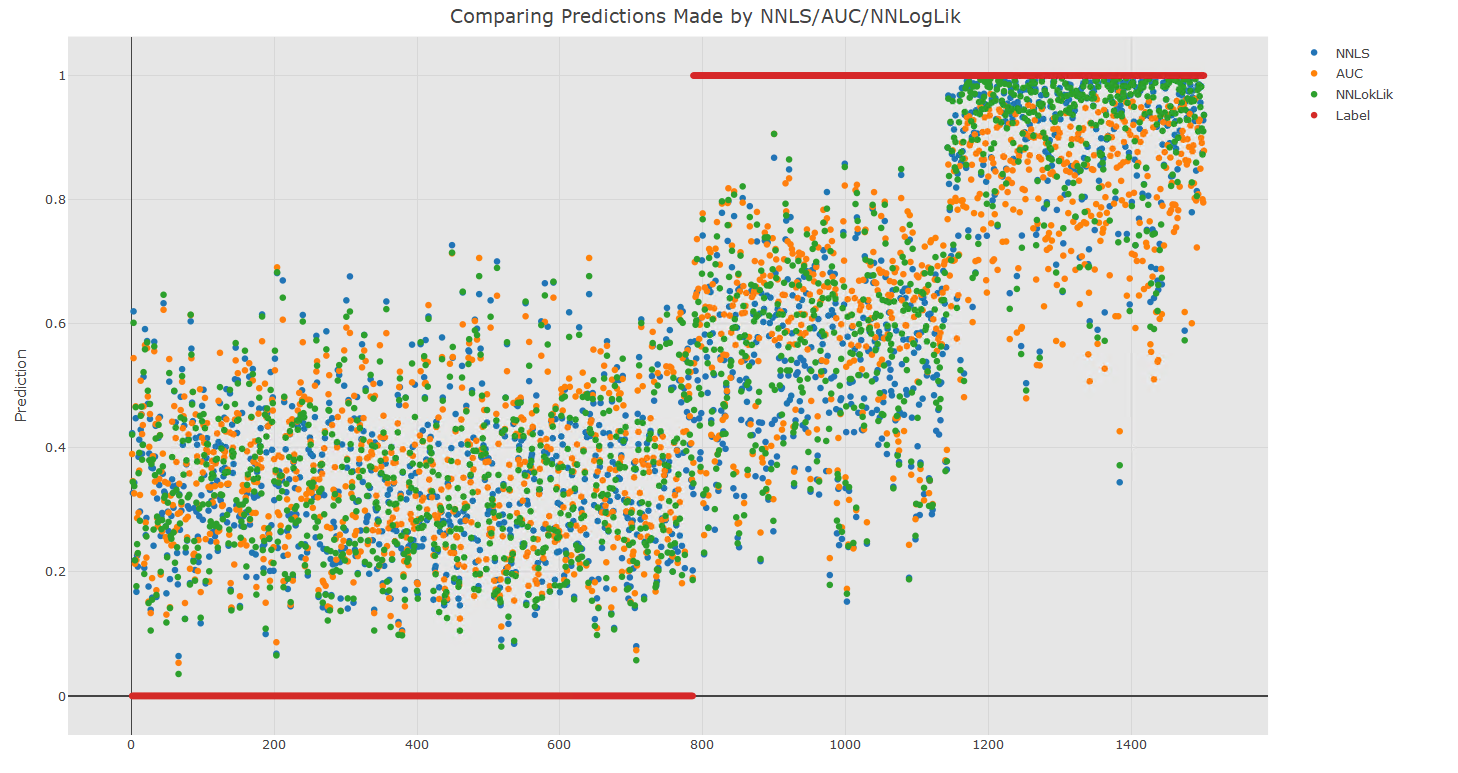 Comparing Predictions Made by NNLS/AUC/NNLogLik
NNLS
AUC
NNLokLik
Label
Prediction
1
0.8
0.6
0.4
0.2
0
0 200 400 600 800 1000 1200 1400